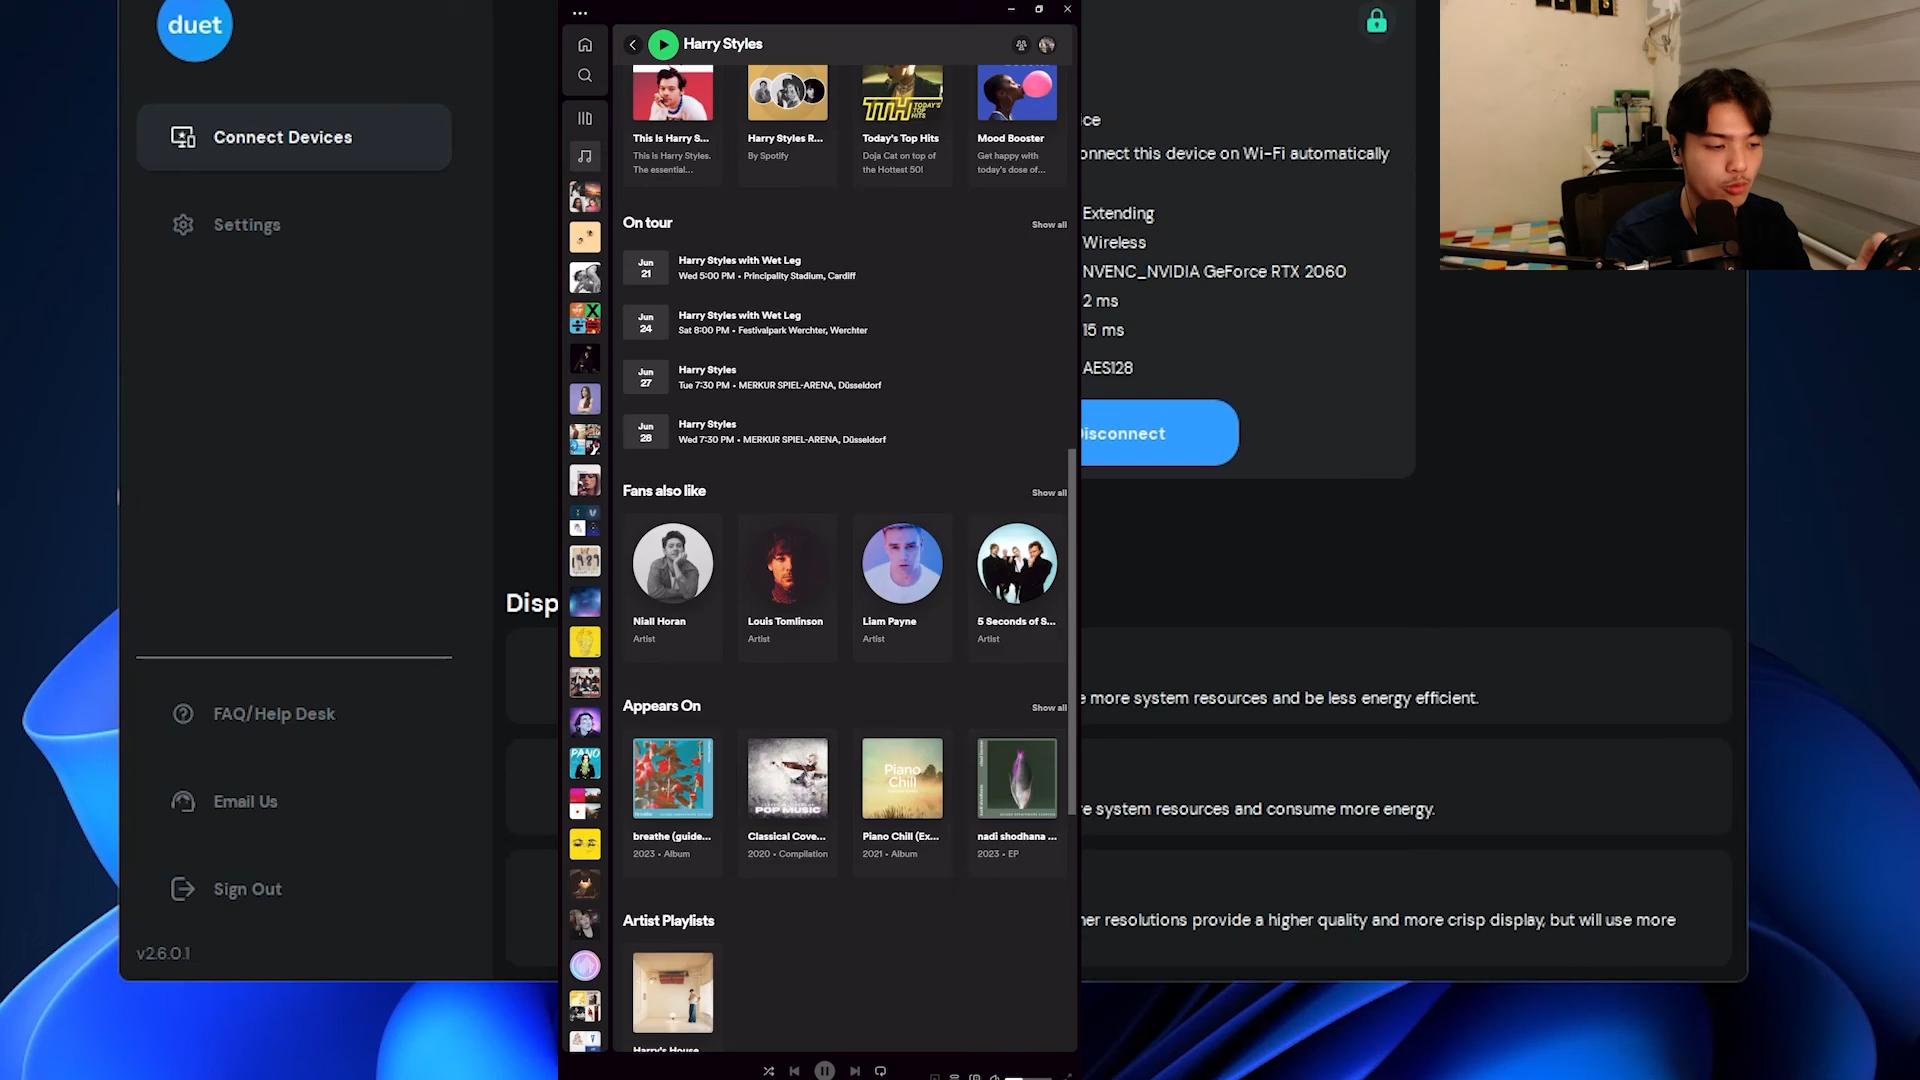 duet
Connect Devices
Settings
FAQ/Help Desk
Email Us
Sign Out
v2.6.0.1
Harry Styles
This Is Harry S...
This is Harry Styles.
The essential...
Harry Styles R...
By Spotify
TODAY'S
TOP
HITS
Today's Top Hits
Doja Cat on top of
the Hottest 50!
Mood Booster
Get happy with
today's dose of...
On tour
Show all
Jun
21
Harry Styles with Wet Leg
Wed 5:00 PM • Principality Stadium, Cardiff
Jun
24
Harry Styles with Wet Leg
Sat 8:00 PM • Festivalpark Werchter, Werchter
Jun
27
Harry Styles
Tue 7:30 PM • MERKUR SPIEL-ARENA, Düsseldorf
Jun
28
Harry Styles
Wed 7:30 PM • MERKUR SPIEL-ARENA, Düsseldorf
Fans also like
Show all
Niall Horan
Artist
Louis Tomlinson
Artist
Liam Payne
Artist
5 Seconds of S...
Artist
Appears On
Show all
POP MUSIC
Piano
Chill
breathe (guide...
2023 • Album
Classical Cove...
2020 • Compilation
Piano Chill (Ex...
2021 • Album
nadi shodhana ...
2023 • EP
Artist Playlists
Harry's House
PANO
ce
onnect this device on Wi-Fi automatically
Extending
Wireless
NVENC_NVIDIA GeForce RTX 2060
2 ms
15 ms
AES128
Disconnect
Disp
e more system resources and be less energy efficient.
e system resources and consume more energy.
er resolutions provide a higher quality and more crisp display, but will use more